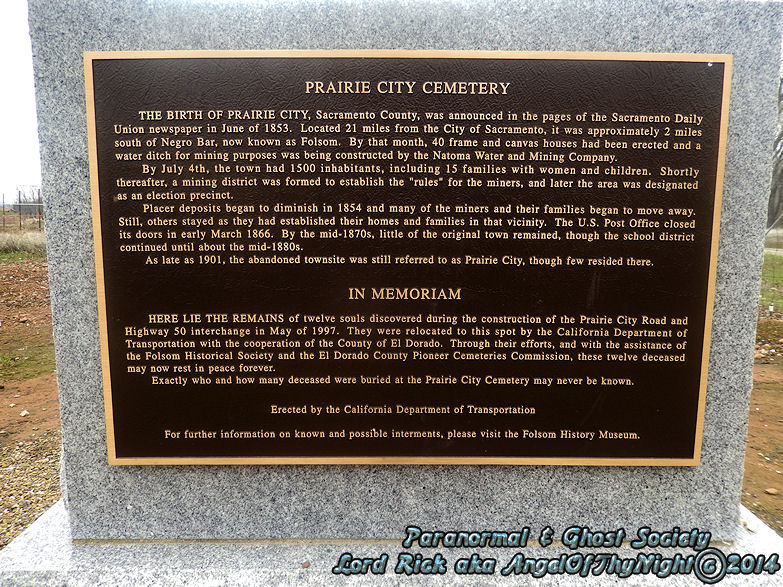 PRAIRIE CITY CEMETERY
THE BIRTH OF PRAIRIE CITY, Sacramento County, was announced in the pages of the Sacramento Daily
Union newspaper in June of 1853. Located 21 miles from the City of Sacramento, it was approximately 2 miles
south of Negro Bar, now known as Folsom. By that month, 40 frame and canvas houses had been erected and a
water ditch for mining purposes was being constructed by the Natoma Water and Mining Company.
By July 4th, the town had 1500 inhabitants, including 15 families with women and children. Shortly
thereafter, a mining district was formed to establish the "rules" for the miners, and later the area was designated
as an election precinct.
Placer deposits began to diminish in 1854 and many of the miners and their families began to move away.
Still, others stayed as they had established their homes and families in that vicinity. The U.S. Post Office closed
its doors in early March 1866. By the mid-1870s, little of the original town remained, though the school district
continued until about the mid-1880s.
As late as 1901, the abandoned townsite was still referred to as Prairie City, though few resided there.
IN MEMORIAM
HERE LIE THE REMAINS of twelve souls discovered during the construction of the Prairie City Road and
Highway 50 interchange in May of 1997. They were relocated to this spot by the California Department of
Transportation with the cooperation of the County of El Dorado. Through their efforts, and with the assistance of
the Folsom Historical Society and the El Dorado County Pioneer Cemeteries Commission, these twelve deceased
may now rest in peace forever.
Exactly who and how many deceased were buried at the Prairie City Cemetery may never be known.
Erected by the California Department of Transportation
For further information on known and possible interments, please visit the Folsom History Museum.
Paranormal & Ghost Society
Lord Rick aka AngelOfThyNight©2014